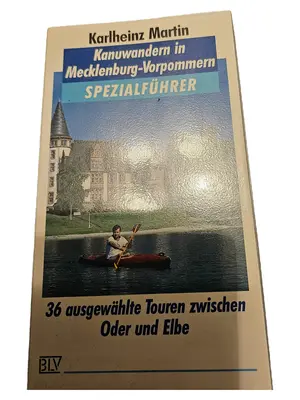 Karlheinz Martin
Kanuwandern in
Mecklenburg-Vorpommern
SPEZIALFÜHRER
36 ausgewählte Touren zwischen
Oder und Elbe
BLV